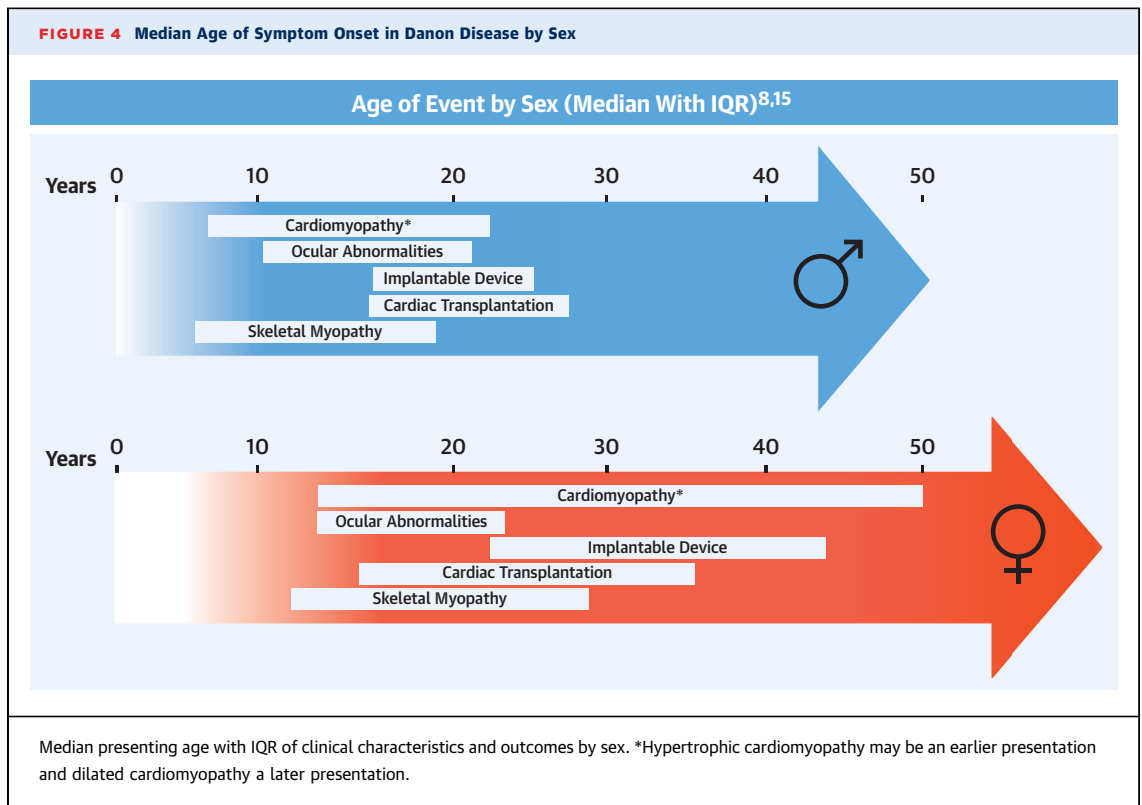 FIGURE 4 Median Age of Symptom Onset in Danon Disease by Sex
Age of Event by Sex (Median With IQR)8,15
Years 0 10 20 30 40 50
Cardiomyopathy*
Ocular Abnormalities
Implantable Device
Cardiac Transplantation
Skeletal Myopathy
Years 0 10 20 30 40 50
Cardiomyopathy*
Ocular Abnormalities
Implantable Device
Cardiac Transplantation
Skeletal Myopathy
Median presenting age with IQR of clinical characteristics and outcomes by sex. *Hypertrophic cardiomyopathy may be an earlier presentation
and dilated cardiomyopathy a later presentation.